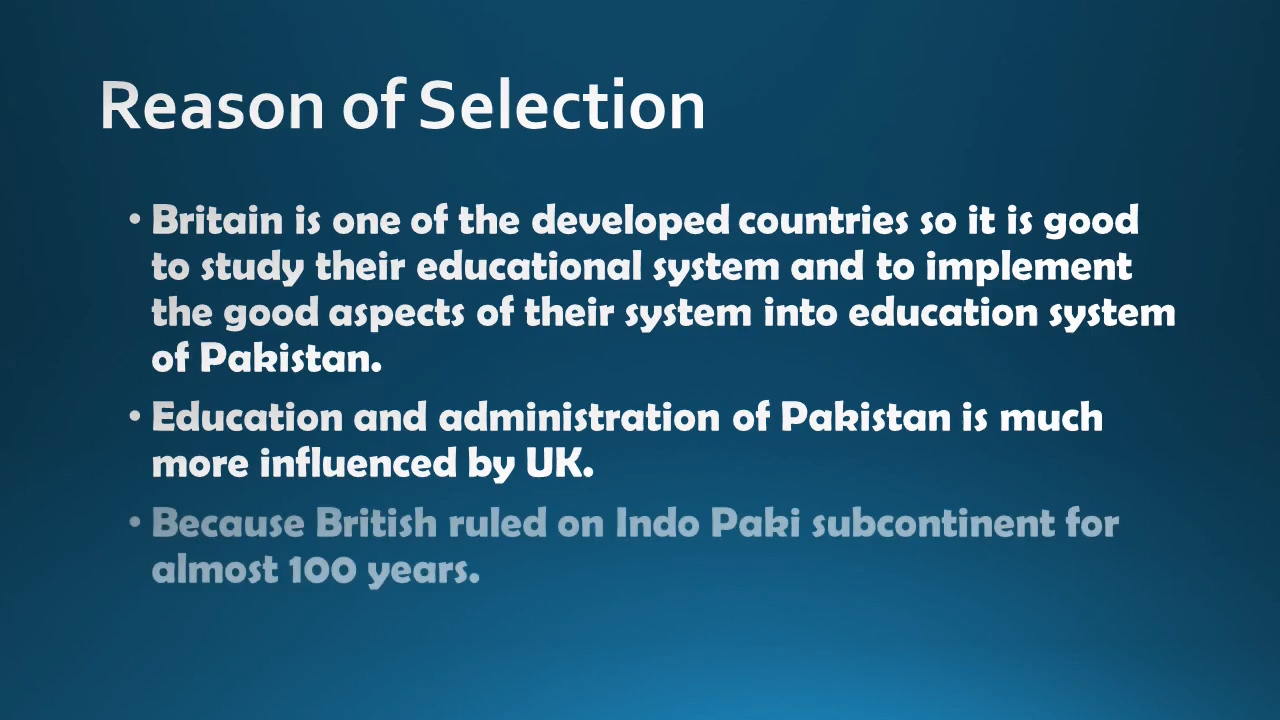 Reason of Selection
• Britain is one of the developed countries so it is good
to study their educational system and to implement
the good aspects of their system into education system
of Pakistan.
• Education and administration of Pakistan is much
more influenced by UK.
• Because British ruled on Indo Paki subcontinent for
almost 100 years.